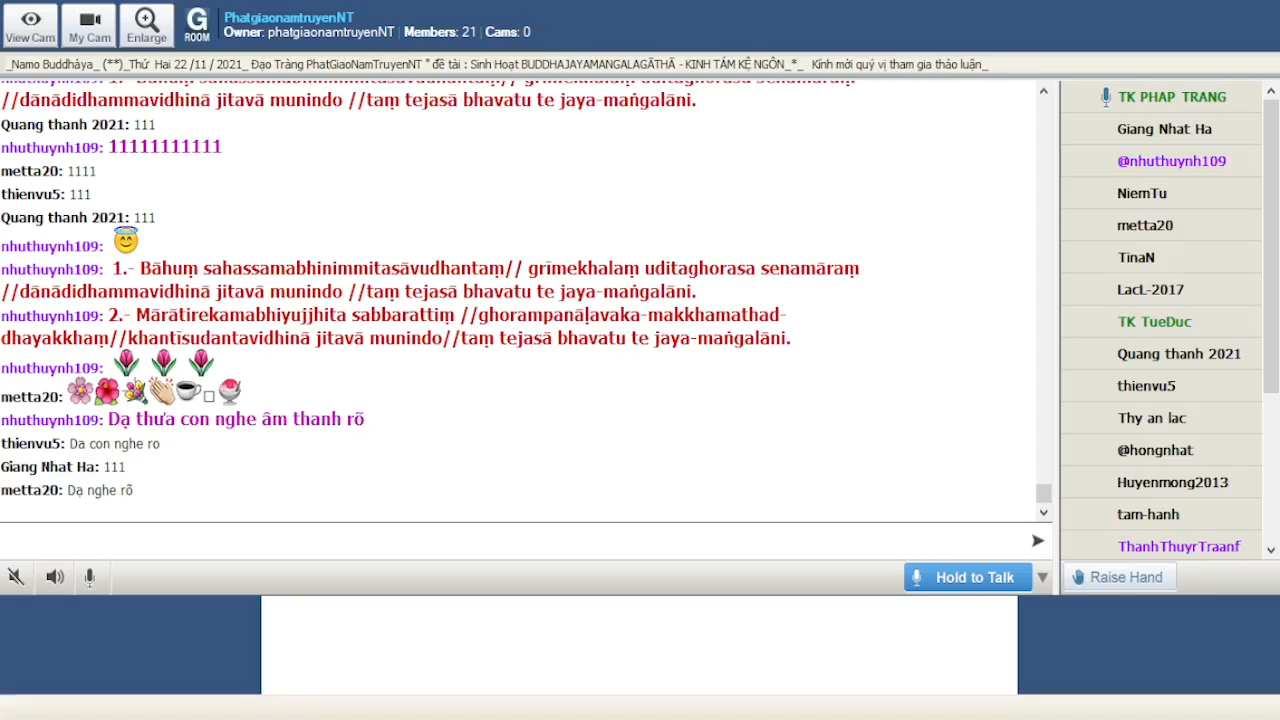 View Cam
My Cam
Enlarge
G ROOM
PhatgiaonamtruyenNT
Owner: phatgiaonamtruyenNT | Members: 21 | Cams: 0
_Namo Buddhàya_ (**)_Thứ Hai 22 /11 / 2021_ Đạo Tràng PhatGiaoNamTruyenNT " đề tài : Sinh Hoạt BUDDHAJAYAMANGALAGĀTHĀ - KINH TÁM KỆ NGÔN_*_ Kính mời quý vị tham gia thảo luận_
//dānādidhammavidhinā jitavā munindo //taṃ tejasā bhavatu te jaya-maṅgalāni.
Quang thanh 2021: 111
nhuthuynh109: 11111111111
metta20: 1111
thienvu5: 111
Quang thanh 2021: 111
nhuthuynh109:
nhuthuynh109: 1.- Bāhuṃ sahassamabhinimmitasāvudhantaṃ// grīmekhalaṃ uditaghorasa senamāraṃ
//dānādidhammavidhinā jitavā munindo //taṃ tejasā bhavatu te jaya-maṅgalāni.
nhuthuynh109: 2.- Mārātirekamabhiyujjhita sabbarattiṃ //ghorampanāḷavaka-makkhamathad-
dhayakkhaṃ//khantīsudantavidhinā jitavā munindo//taṃ tejasā bhavatu te jaya-maṅgalāni.
nhuthuynh109:
metta20:
nhuthuynh109: Dạ thưa con nghe âm thanh rõ
thienvu5: Da con nghe ro
Giang Nhat Ha: 111
metta20: Dạ nghe rõ
Hold to Talk
TK PHAP TRANG
Giang Nhat Ha
@nhuthuynh109
NiemTu
metta20
TinaN
LacL-2017
TK TueDuc
Quang thanh 2021
thienvu5
Thy an lac
@hongnhat
Huyenmong2013
tam-hanh
ThanhThuyrTraanf
Raise Hand